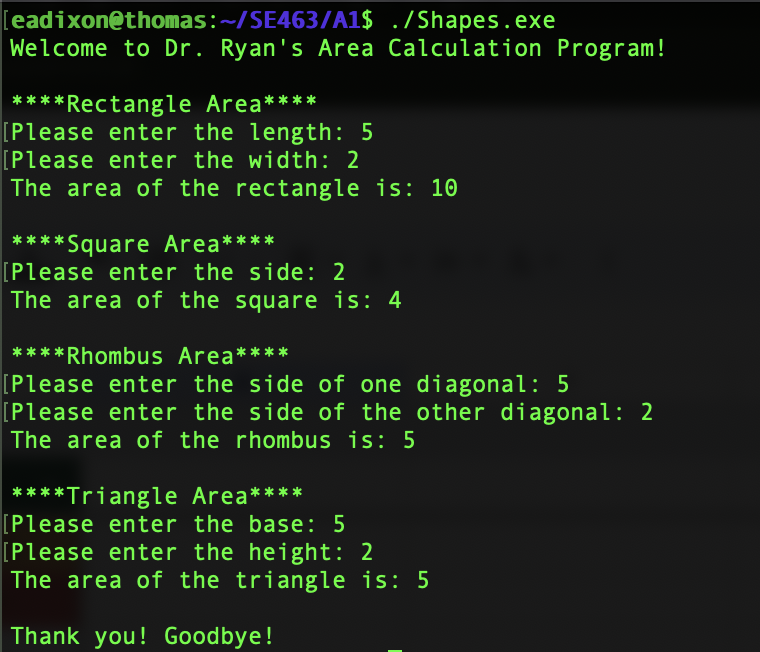 [eadixon@thomas:~/SE463/A1$ ./Shapes.exe
Welcome to Dr. Ryan's Area Calculation Program!
****Rectangle Area****
[Please enter the length: 5
[Please enter the width: 2
The area of the rectangle is: 10
****Square Area****
[Please enter the side: 2
The area of the square is: 4
****Rhombus Area****
[Please enter the side of one diagonal: 5
[Please enter the side of the other diagonal: 2
The area of the rhombus is: 5
****Triangle Area****
[Please enter the base: 5
[Please enter the height: 2
The area of the triangle is: 5
Thank you! Goodbye!